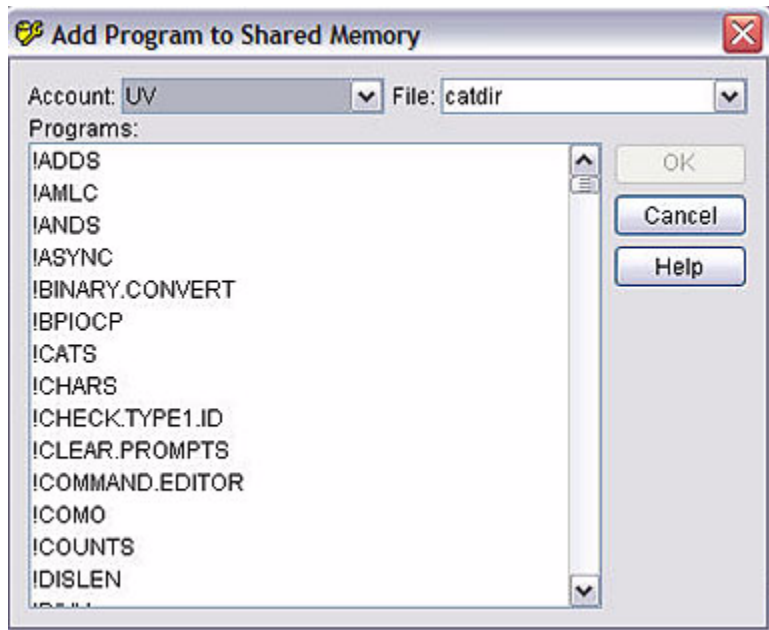 Add Program to Shared Memory
Account: UV File: catdir
Programs:
!ADDS
!AMLC
!ANDS
!ASYNC
!BINARY.CONVERT
!BPIOCP
!CATS
!CHARS
!CHECK.TYPE1.ID
!CLEAR.PROMPTS
!COMMAND.EDITOR
!COMO
!COUNTS
!DISLEN
OK
Cancel
Help